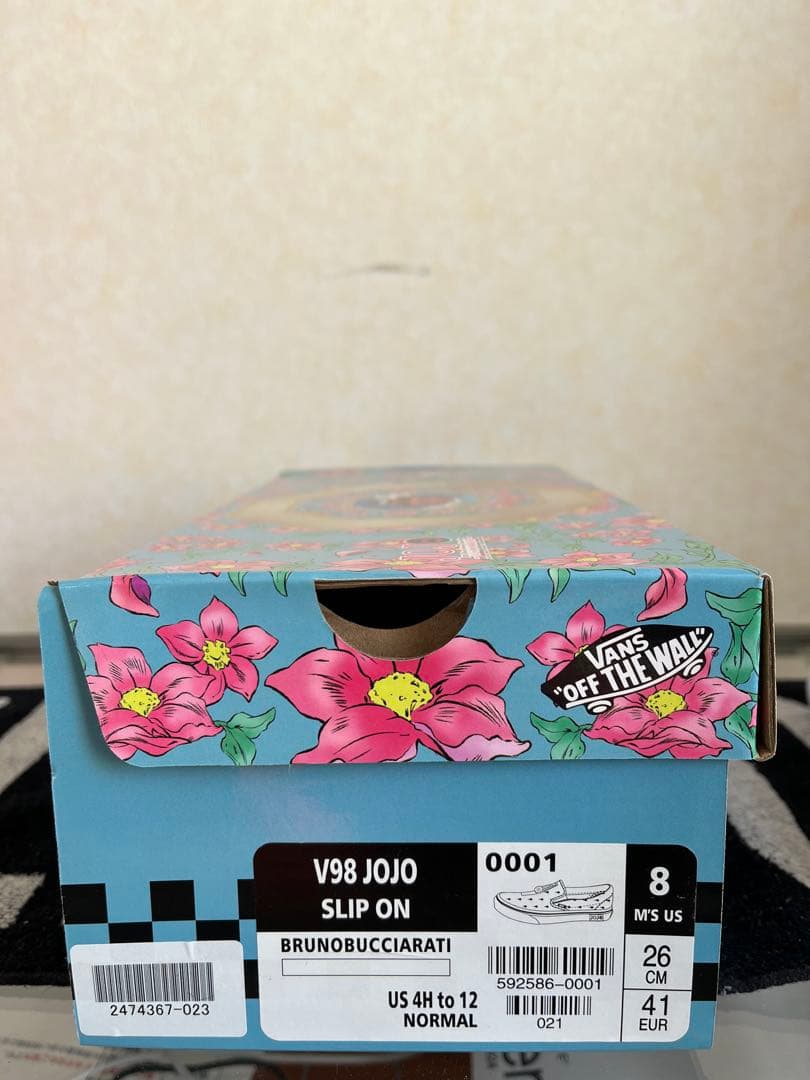 VANS
"OFF THE WALL"
V98 JOJO
SLIP ON
0001
8
M'S US
BRUNOBUCCIARATI
592586-0001
26
CM
US 4H to 12
NORMAL
021
41
EUR
2474367-023